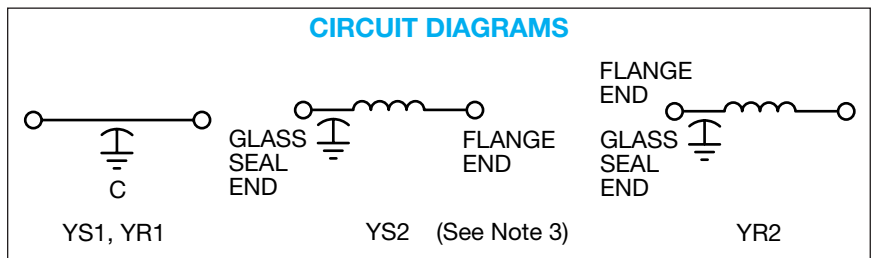 CIRCUIT DIAGRAMS
C
YS1, YR1
GLASS
SEAL
END
FLANGE
END
YS2 (See Note 3)
FLANGE
END
GLASS
SEAL
END
YR2